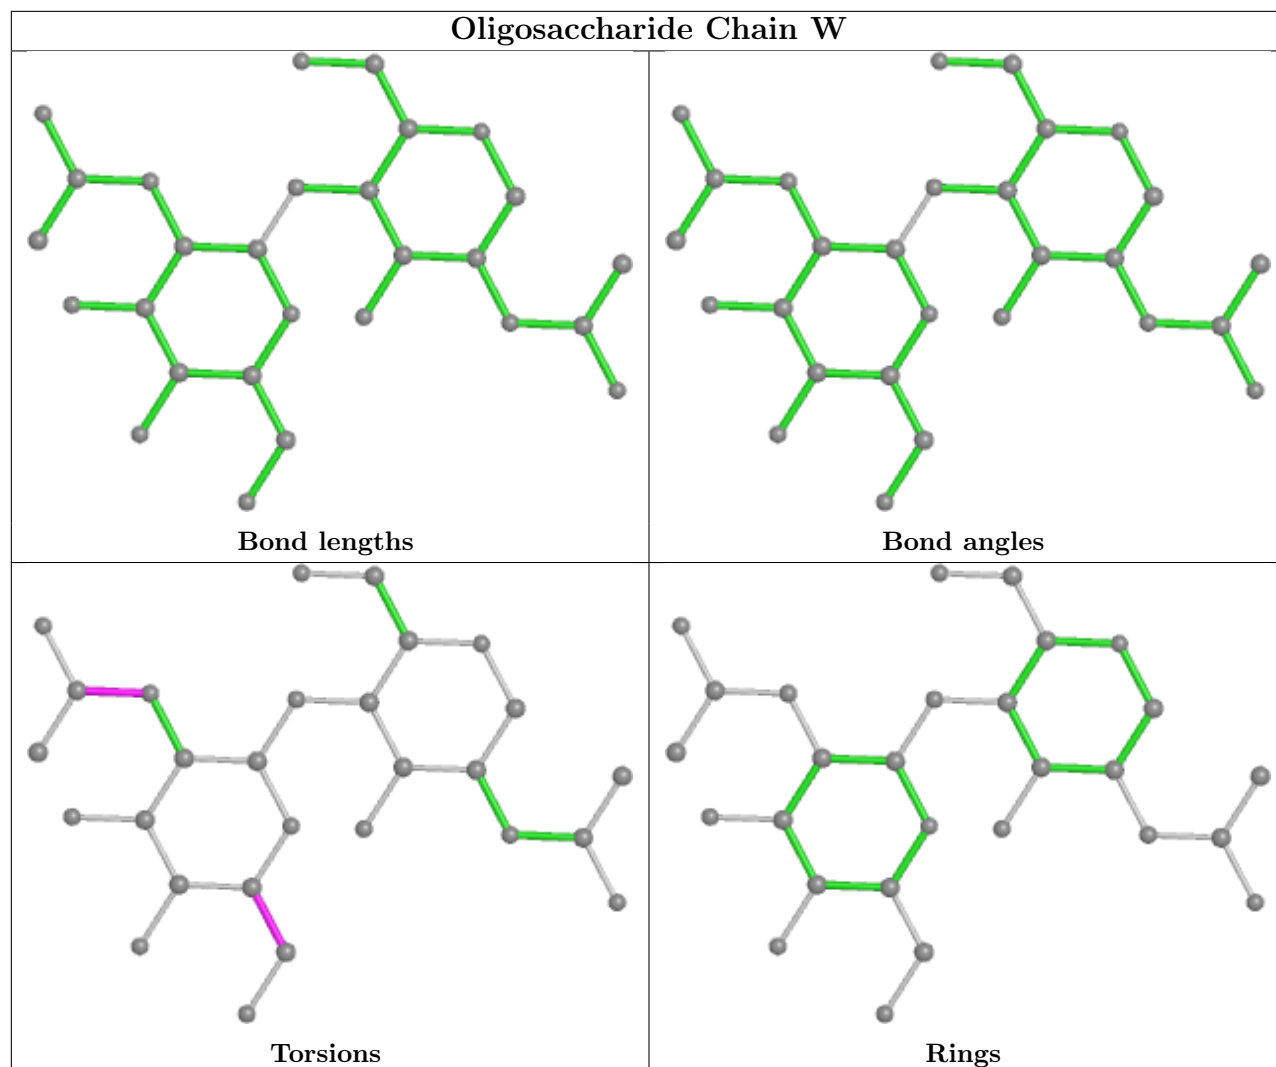 Oligosaccharide Chain W
Bond lengths
Bond angles
Torsions
Rings